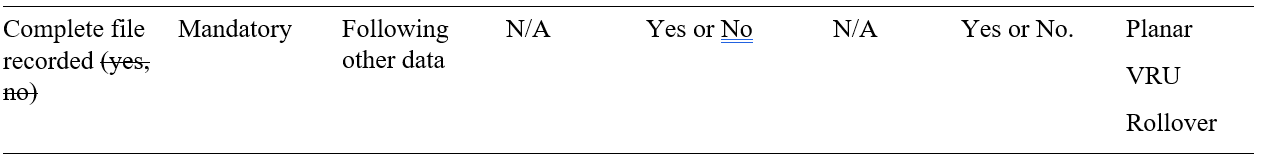 Complete file recorded (yes, no)
Mandatory
Following other data
N/A
Yes or No
N/A
Yes or No.
Planar
VRU
Rollover